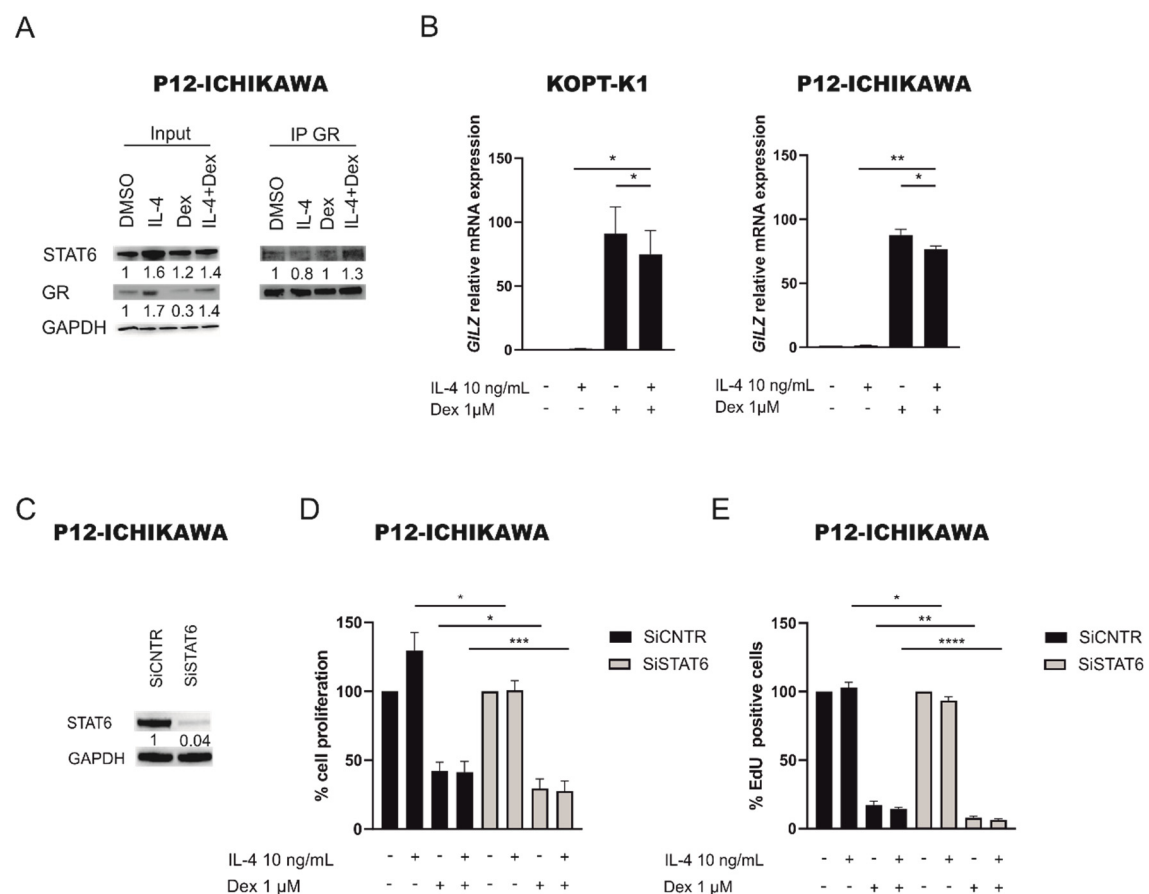 A
P12-ICHIKAWA
Input
IP GR
DMSO
IL-4
Dex
IL-4+Dex
DMSO
IL-4
Dex
IL-4+Dex
STAT6
1 1.6 1.2 1.4
1 0.8 1 1.3
GR
1 1.7 0.3 1.4
GAPDH
B
KOPT-K1
GILZ relative mRNA expression
150
100
50
0
*
*
IL-4 10 ng/mL - + - +
Dex 1µM - - + +
P12-ICHIKAWA
GILZ relative mRNA expression
150
100
50
0
**
*
IL-4 10 ng/mL - + - +
Dex 1µM - - + +
C
P12-ICHIKAWA
SiCNTR
SiSTAT6
STAT6
1 0.04
GAPDH
D
P12-ICHIKAWA
% cell proliferation
150
100
50
0
*
*
***
SiCNTR
SiSTAT6
IL-4 10 ng/mL - + - + - + - +
Dex 1 µM - - + + - - + +
E
P12-ICHIKAWA
% EdU positive cells
150
100
50
0
*
**
****
SiCNTR
SiSTAT6
IL-4 10 ng/mL - + - + - + - +
Dex 1 µM - - + + - - + +